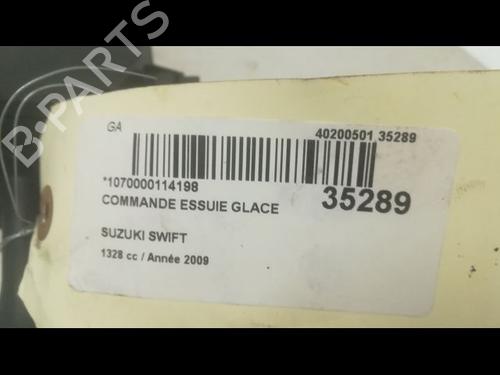 B-PARTS
GA
40200501 35289
*1070000114198
COMMANDE ESSUIE GLACE
35289
SUZUKI SWIFT
1328 cc / Année 2009